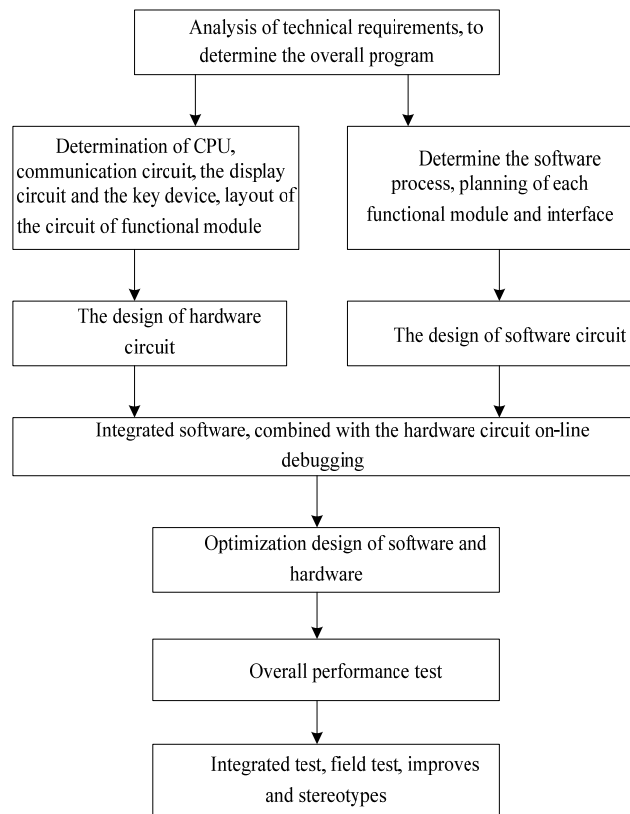 Analysis of technical requirements, to
determine the overall program
Determination of CPU,
communication circuit, the display
circuit and the key device, layout of
the circuit of functional module
Determine the software
process, planning of each
functional module and interface
The design of hardware
circuit
The design of software circuit
Integrated software, combined with the hardware circuit on-line
debugging
Optimization design of software and
hardware
Overall performance test
Integrated test, field test, improves
and stereotypes